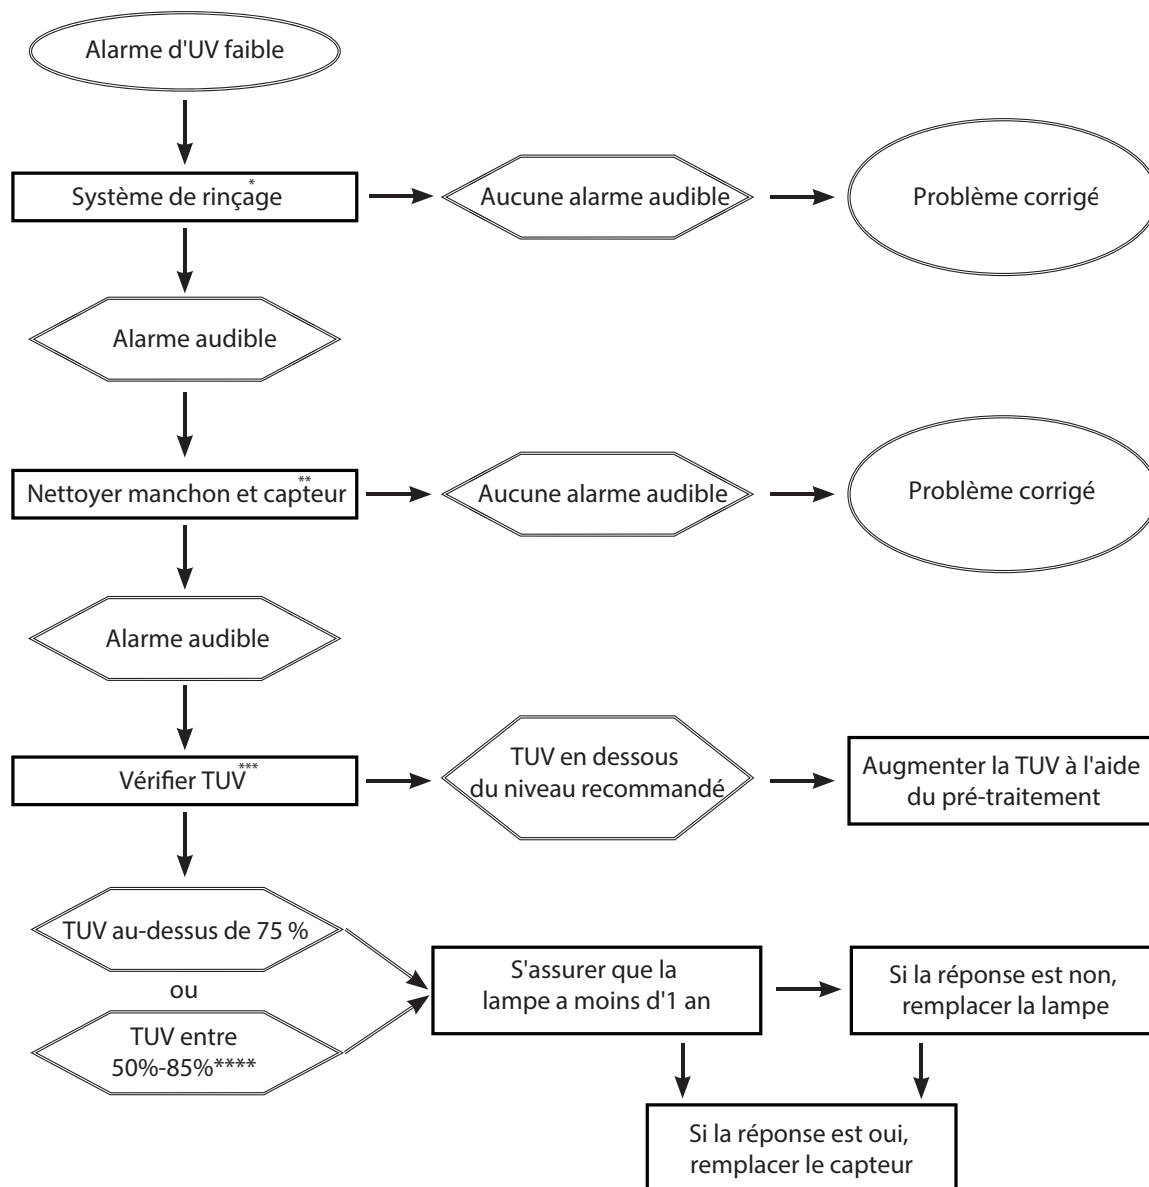 Alarme d'UV faible
Système de rinçage*
Aucune alarme audible
Problème corrigé
Alarme audible
Nettoyer manchon et capteur**
Aucune alarme audible
Problème corrigé
Alarme audible
Vérifier TUV***
TUV en dessous
du niveau recommandé
Augmenter la TUV à l'aide
du pré-traitement
TUV au-dessus de 75 %
ou
TUV entre
50%-85%****
S'assurer que la
lampe a moins d'1 an
Si la réponse est non,
remplacer la lampe
Si la réponse est oui,
remplacer le capteur